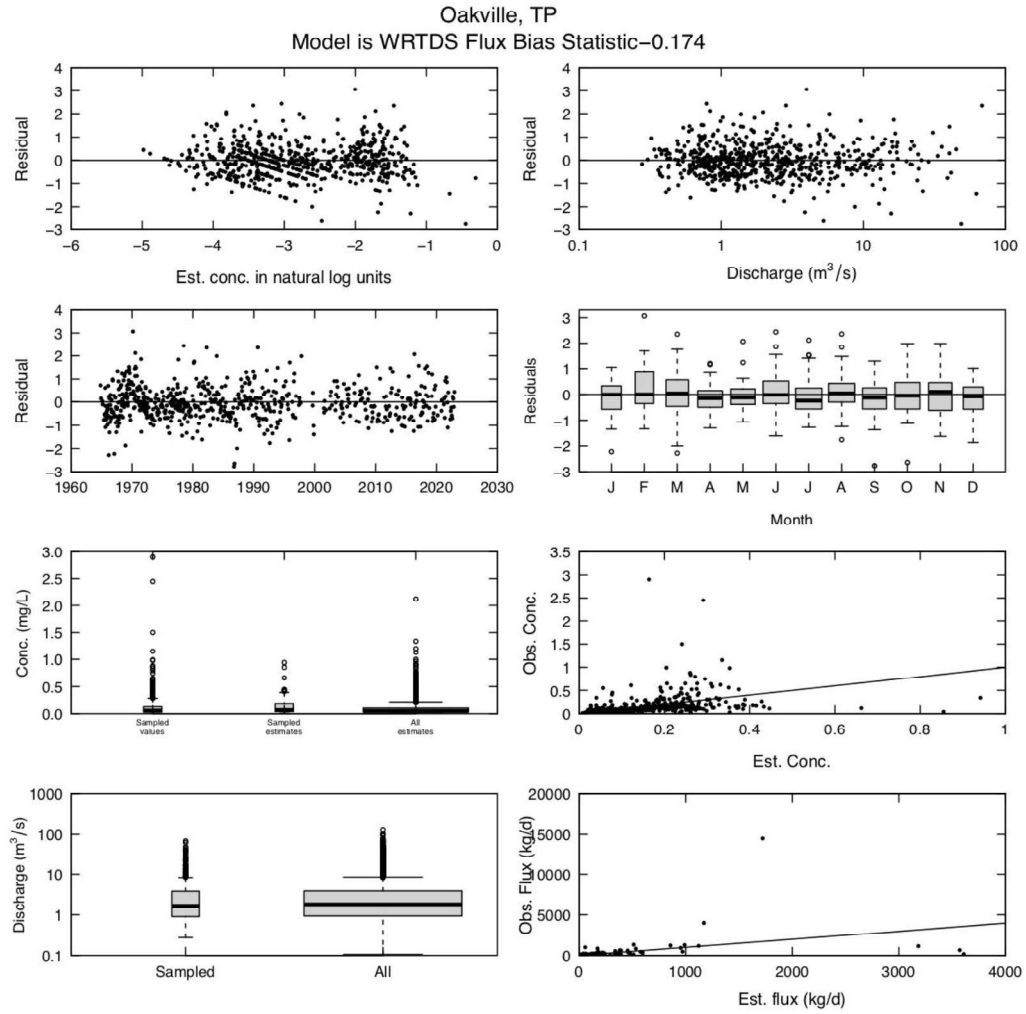 Oakville, TP
Model is WRTDS Flux Bias Statistic−0.174
4
3
2
1
0
−1
−2
−3
Residual
−6 −5 −4 −3 −2 −1 0
Est. conc. in natural log units
4
3
2
1
0
−1
−2
−3
Residual
0.1 1 10 100
Discharge (m³/s)
4
3
2
1
0
−1
−2
−3
Residual
1960 1970 1980 1990 2000 2010 2020 2030
3
2
1
0
−1
−2
−3
Residuals
J F M A M J J A S O N D
Month
3.0
2.5
2.0
1.5
1.0
0.5
0.0
Conc. (mg/L)
Sampled Sampled All
values estimates estimates
3.5
3
2.5
2
1.5
1
0.5
0
Obs. Conc.
0 0.2 0.4 0.6 0.8 1
Est. Conc.
1000
100
10
1
0.1
Discharge (m³/s)
Sampled All
20000
15000
10000
5000
0
Obs. Flux (kg/d)
0 1000 2000 3000 4000
Est. flux (kg/d)